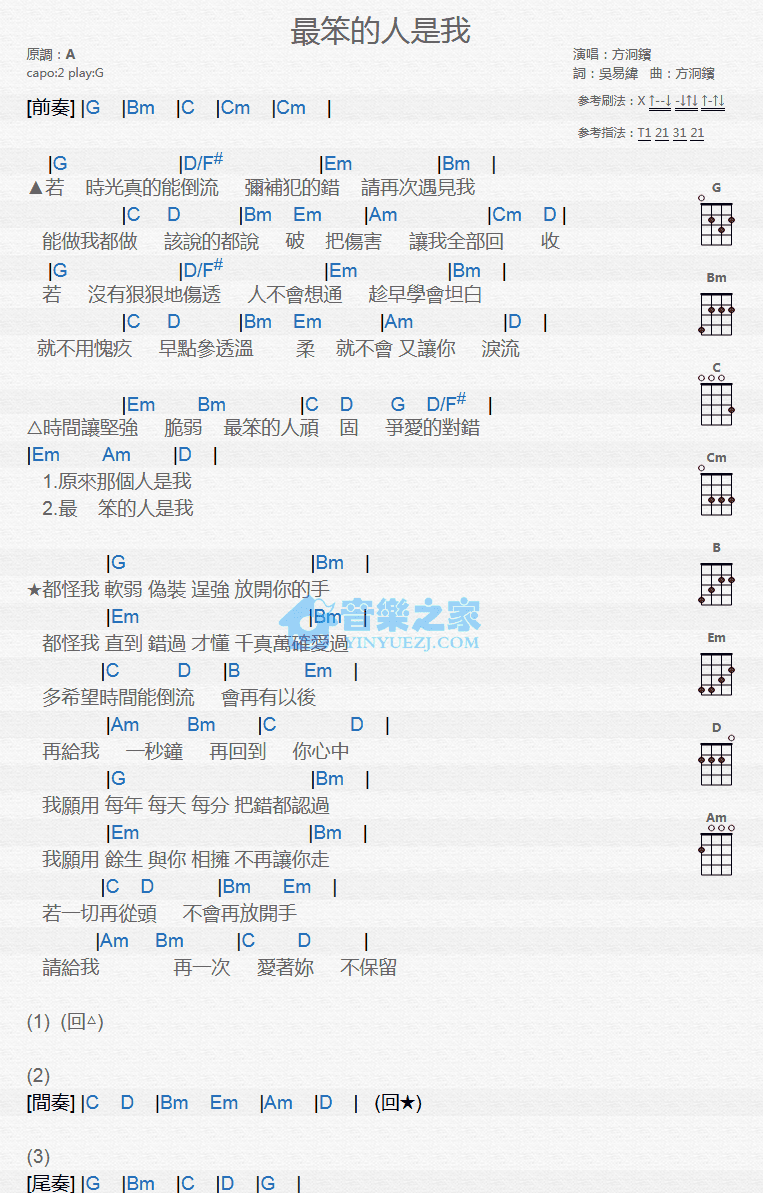 最笨的人是我
原調：A
capo:2 play:G
演唱：方泂鑌
詞：吳易緯 曲：方泂鑌
參考刷法：X ↑--↓ -↓↑↓ ↑-↑↓
參考指法：T1 21 31 21
[前奏] |G |Bm |C |Cm |Cm |
|G |D/F# |Em |Bm |
▲若 時光真的能倒流 彌補犯的錯 請再次遇見我
|C D |Bm Em |Am |Cm D |
能做我都做 該說的都說 破 把傷害 讓我全部回 收
|G |D/F# |Em |Bm |
若 沒有狠狠地傷透 人不會想通 趁早學會坦白
|C D |Bm Em |Am |D |
就不用愧疚 早點參透溫 柔 就不會 又讓你 淚流
|Em Bm |C D G D/F# |
△時間讓堅強 脆弱 最笨的人頑 固 爭愛的對錯
|Em Am |D |
1.原來那個人是我
2.最 笨的人是我
|G |Bm |
★都怪我 軟弱 偽裝 逞強 放開你的手
|Em |Bm |
都怪我 直到 錯過 才懂 千真萬確愛過
|C D |B Em |
多希望時間能倒流 會再有以後
|Am Bm |C D |
再給我 一秒鐘 再回到 你心中
|G |Bm |
我願用 每年 每天 每分 把錯都認過
|Em |Bm |
我願用 餘生 與你 相擁 不再讓你走
|C D |Bm Em |
若一切再從頭 不會再放開手
|Am Bm |C D |
請給我 再一次 愛著妳 不保留
(1) (回△)
(2)
[間奏] |C D |Bm Em |Am |D | (回★)
(3)
[尾奏] |G |Bm |C |D |G |
G
Bm
C
Cm
B
Em
D
Am
音樂之家
YINYUEZJ.COM